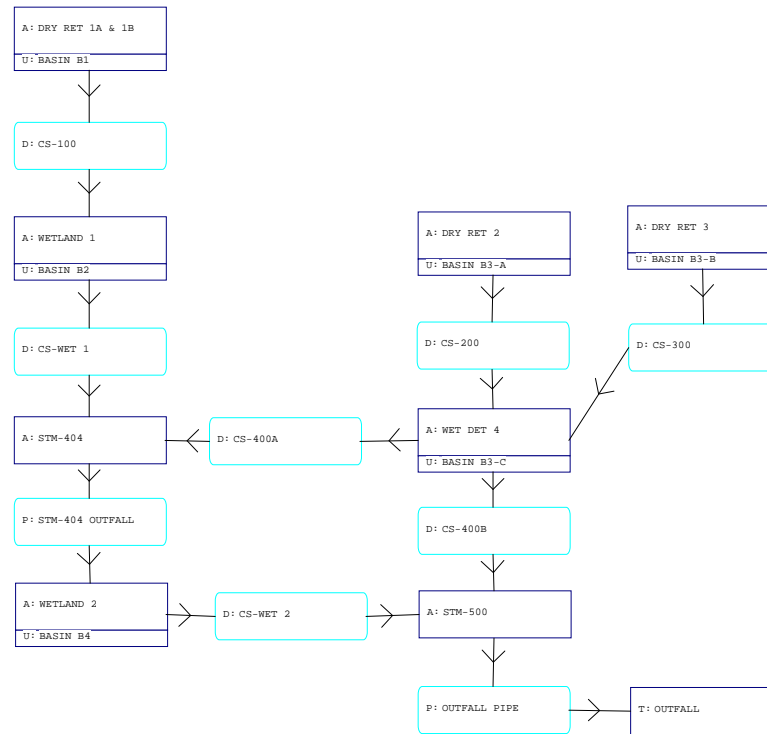 A: DRY RET 1A & 1B
U: BASIN B1
D: CS-100
A: WETLAND 1
U: BASIN B2
A: DRY RET 2
U: BASIN B3-A
A: DRY RET 3
U: BASIN B3-B
D: CS-WET 1
D: CS-200
D: CS-300
A: STM-404
D: CS-400A
A: WET DET 4
U: BASIN B3-C
P: STM-404 OUTFALL
D: CS-400B
A: WETLAND 2
U: BASIN B4
D: CS-WET 2
A: STM-500
P: OUTFALL PIPE
T: OUTFALL